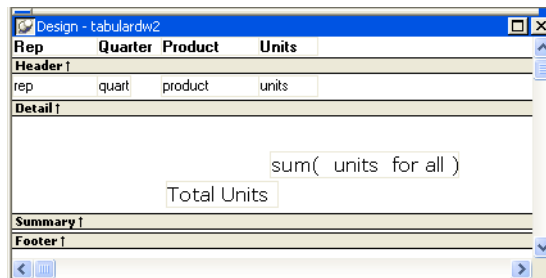 Design - tabulardw2
Rep Quarter Product Units
Header ↑
rep quart product units
Detail ↑
sum( units for all )
Total Units
Summary ↑
Footer ↑